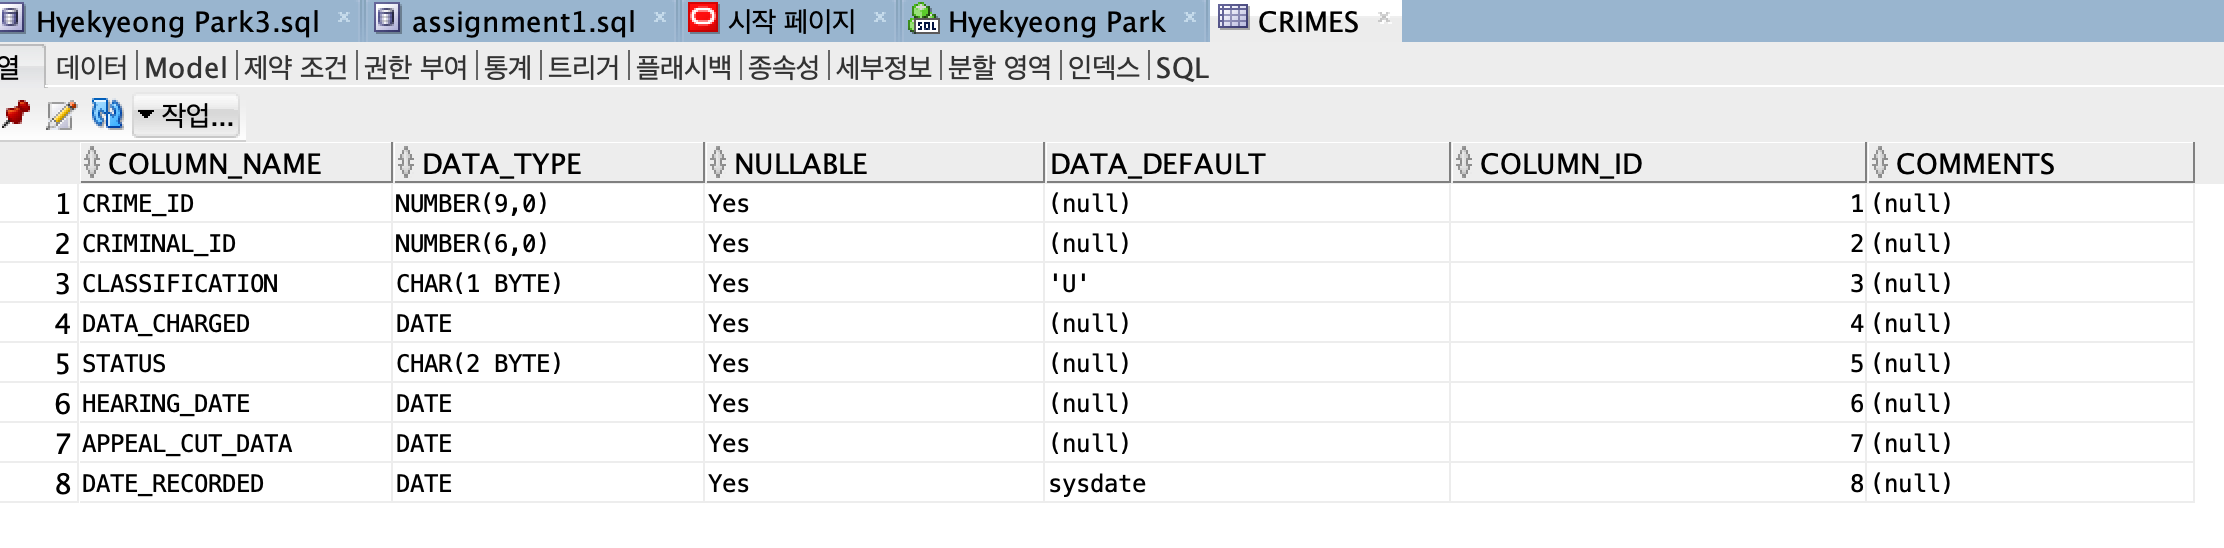 Hyekyeong Park3.sql assignment1.sql 시작 페이지 Hyekyeong Park CRIMES
열 데이터 Model 제약 조건 권한 부여 통계 트리거 플래시백 종속성 세부정보 분할 영역 인덱스 SQL
작업...
COLUMN_NAME DATA_TYPE NULLABLE DATA_DEFAULT COLUMN_ID COMMENTS
1 CRIME_ID NUMBER(9,0) Yes (null) 1 (null)
2 CRIMINAL_ID NUMBER(6,0) Yes (null) 2 (null)
3 CLASSIFICATION CHAR(1 BYTE) Yes 'U' 3 (null)
4 DATA_CHARGED DATE Yes (null) 4 (null)
5 STATUS CHAR(2 BYTE) Yes (null) 5 (null)
6 HEARING_DATE DATE Yes (null) 6 (null)
7 APPEAL_CUT_DATA DATE Yes (null) 7 (null)
8 DATE_RECORDED DATE Yes sysdate 8 (null)